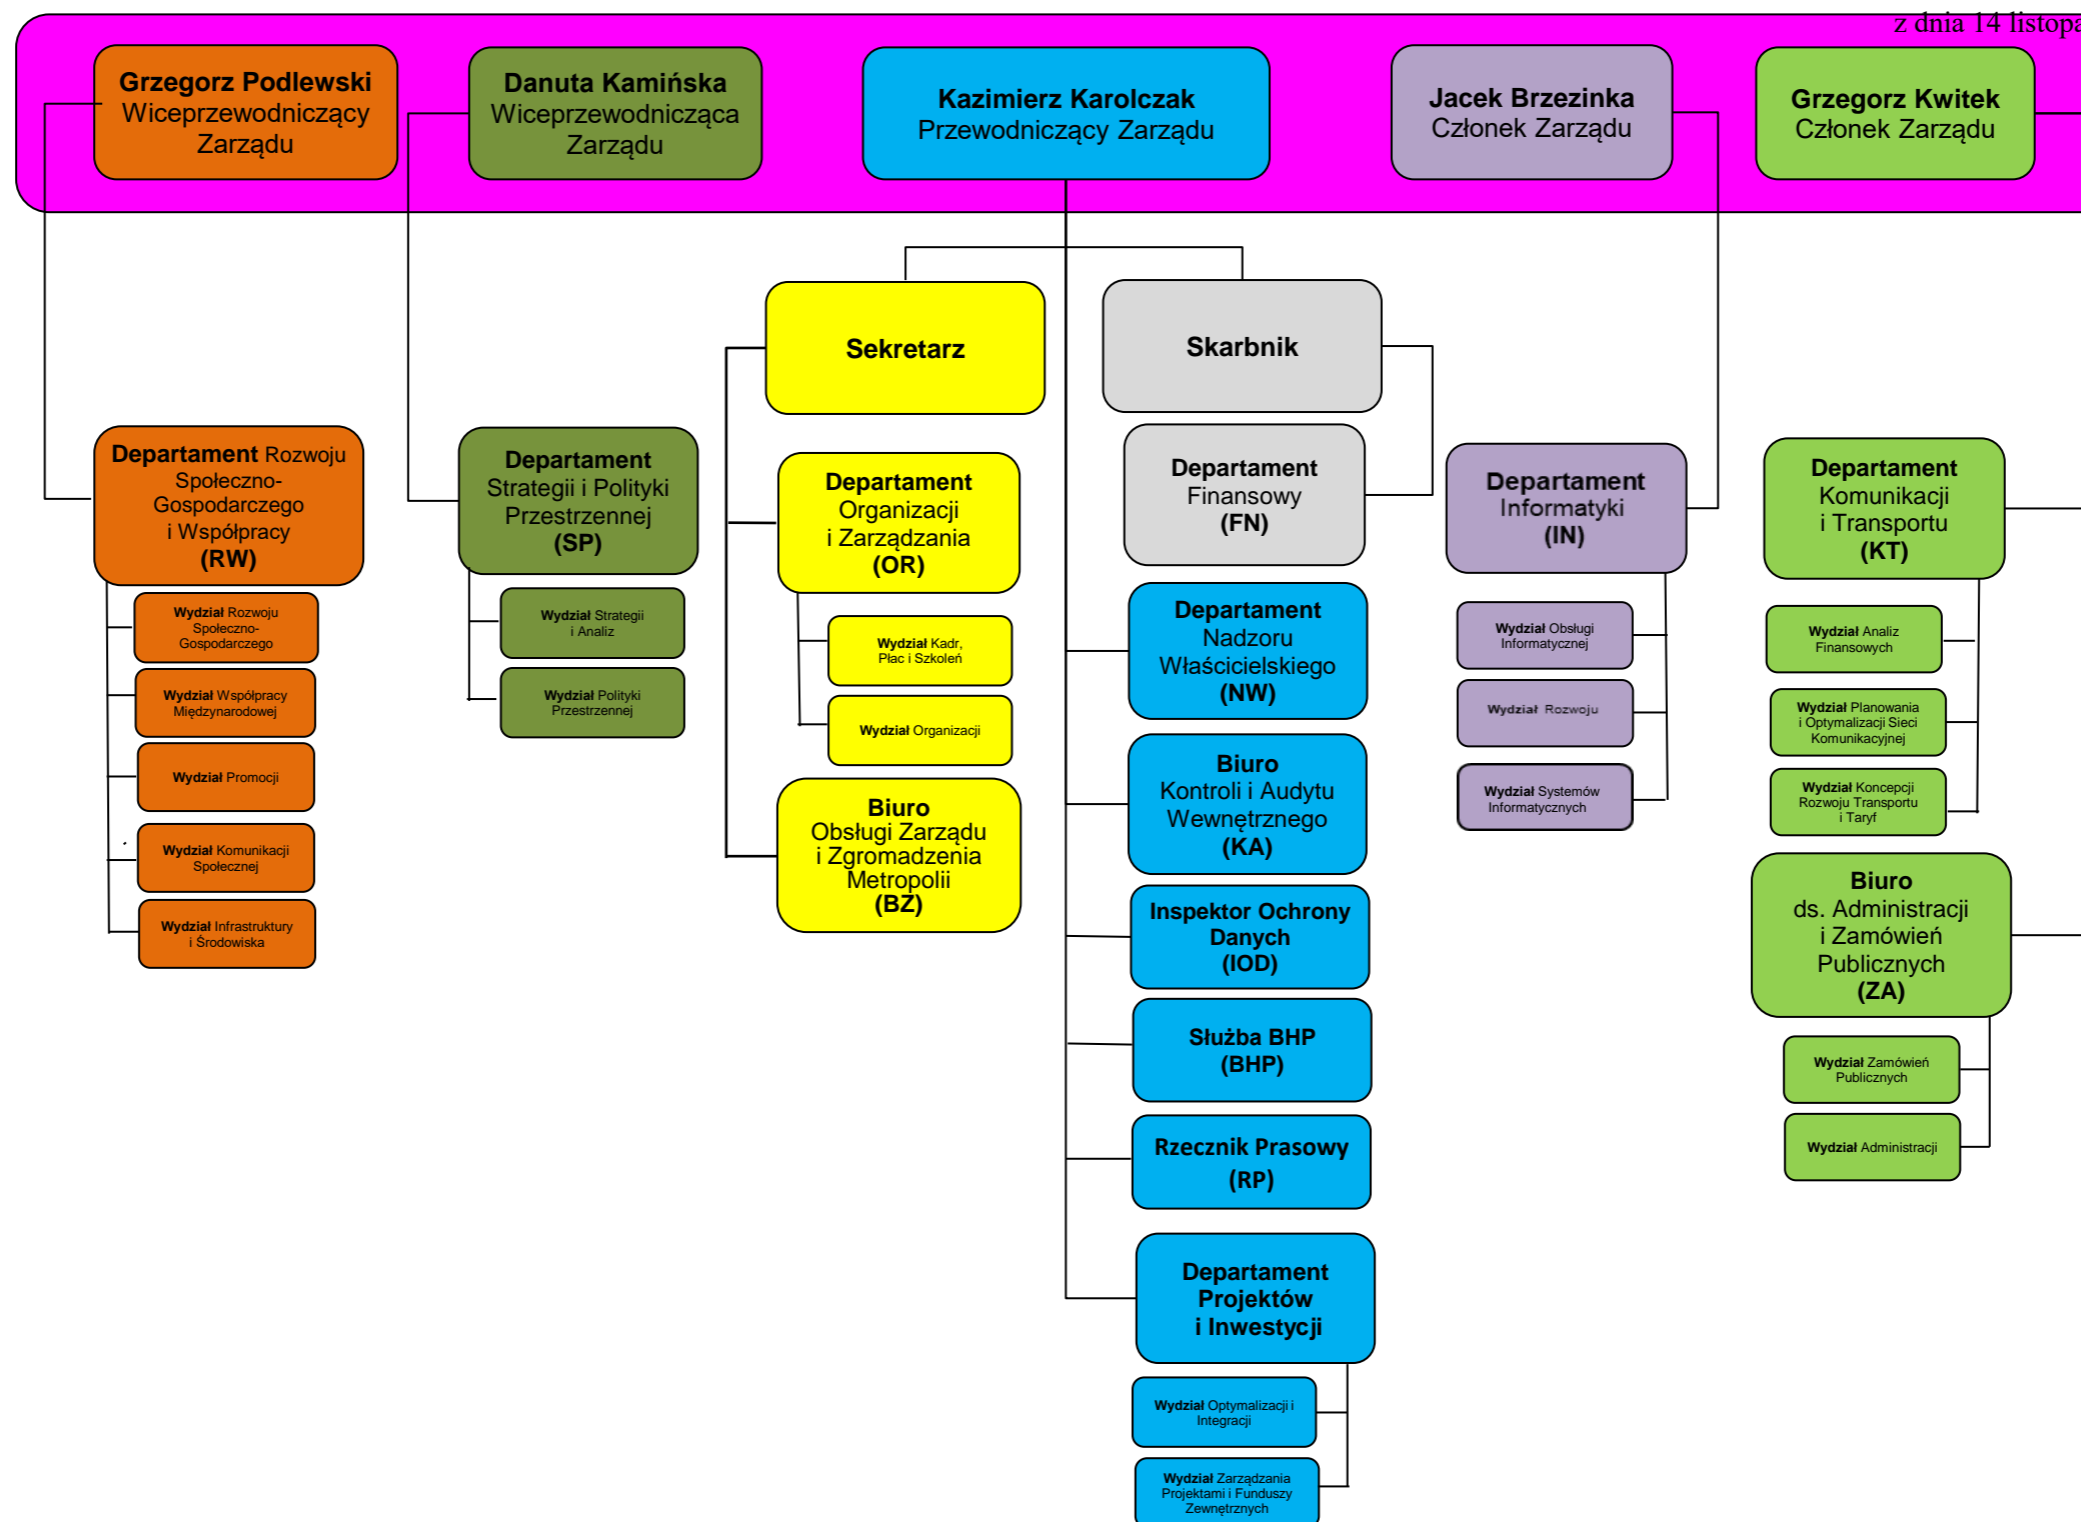 z dnia 14 listopa
Grzegorz Podlewski
Wiceprzewodniczący
Zarządu
Danuta Kamińska
Wiceprzewodnicząca
Zarządu
Kazimierz Karolczak
Przewodniczący Zarządu
Jacek Brzezinka
Członek Zarządu
Grzegorz Kwitek
Członek Zarządu
Sekretarz
Skarbnik
Departament Rozwoju
Społeczno-
Gospodarczego
i Współpracy
(RW)
Wydział Rozwoju
Społeczno-
Gospodarczego
Wydział Współpracy
Międzynarodowej
Wydział Promocji
Wydział Komunikacji
Społecznej
Wydział Infrastruktury
i Środowiska
Departament
Strategii i Polityki
Przestrzennej
(SP)
Wydział Strategii
i Analiz
Wydział Polityki
Przestrzennej
Departament
Organizacji
i Zarządzania
(OR)
Wydział Kadr,
Płac i Szkoleń
Wydział Organizacji
Biuro
Obsługi Zarządu
i Zgromadzenia
Metropolii
(BZ)
Departament
Finansowy
(FN)
Departament
Nadzoru
Właścicielskiego
(NW)
Biuro
Kontroli i Audytu
Wewnętrznego
(KA)
Inspektor Ochrony
Danych
(IOD)
Służba BHP
(BHP)
Rzecznik Prasowy
(RP)
Departament
Projektów
i Inwestycji
Wydział Optymalizacji i
Integracji
Wydział Zarządzania
Projektami i Funduszy
Zewnętrznych
Departament
Informatyki
(IN)
Wydział Obsługi
Informatycznej
Wydział Rozwoju
Wydział Systemów
Informatycznych
Departament
Komunikacji
i Transportu
(KT)
Wydział Analiz
Finansowych
Wydział Planowania
i Optymalizacji Sieci
Komunikacyjnej
Wydział Koncepcji
Rozwoju Transportu
i Taryf
Biuro
ds. Administracji
i Zamówień
Publicznych
(ZA)
Wydział Zamówień
Publicznych
Wydział Administracji